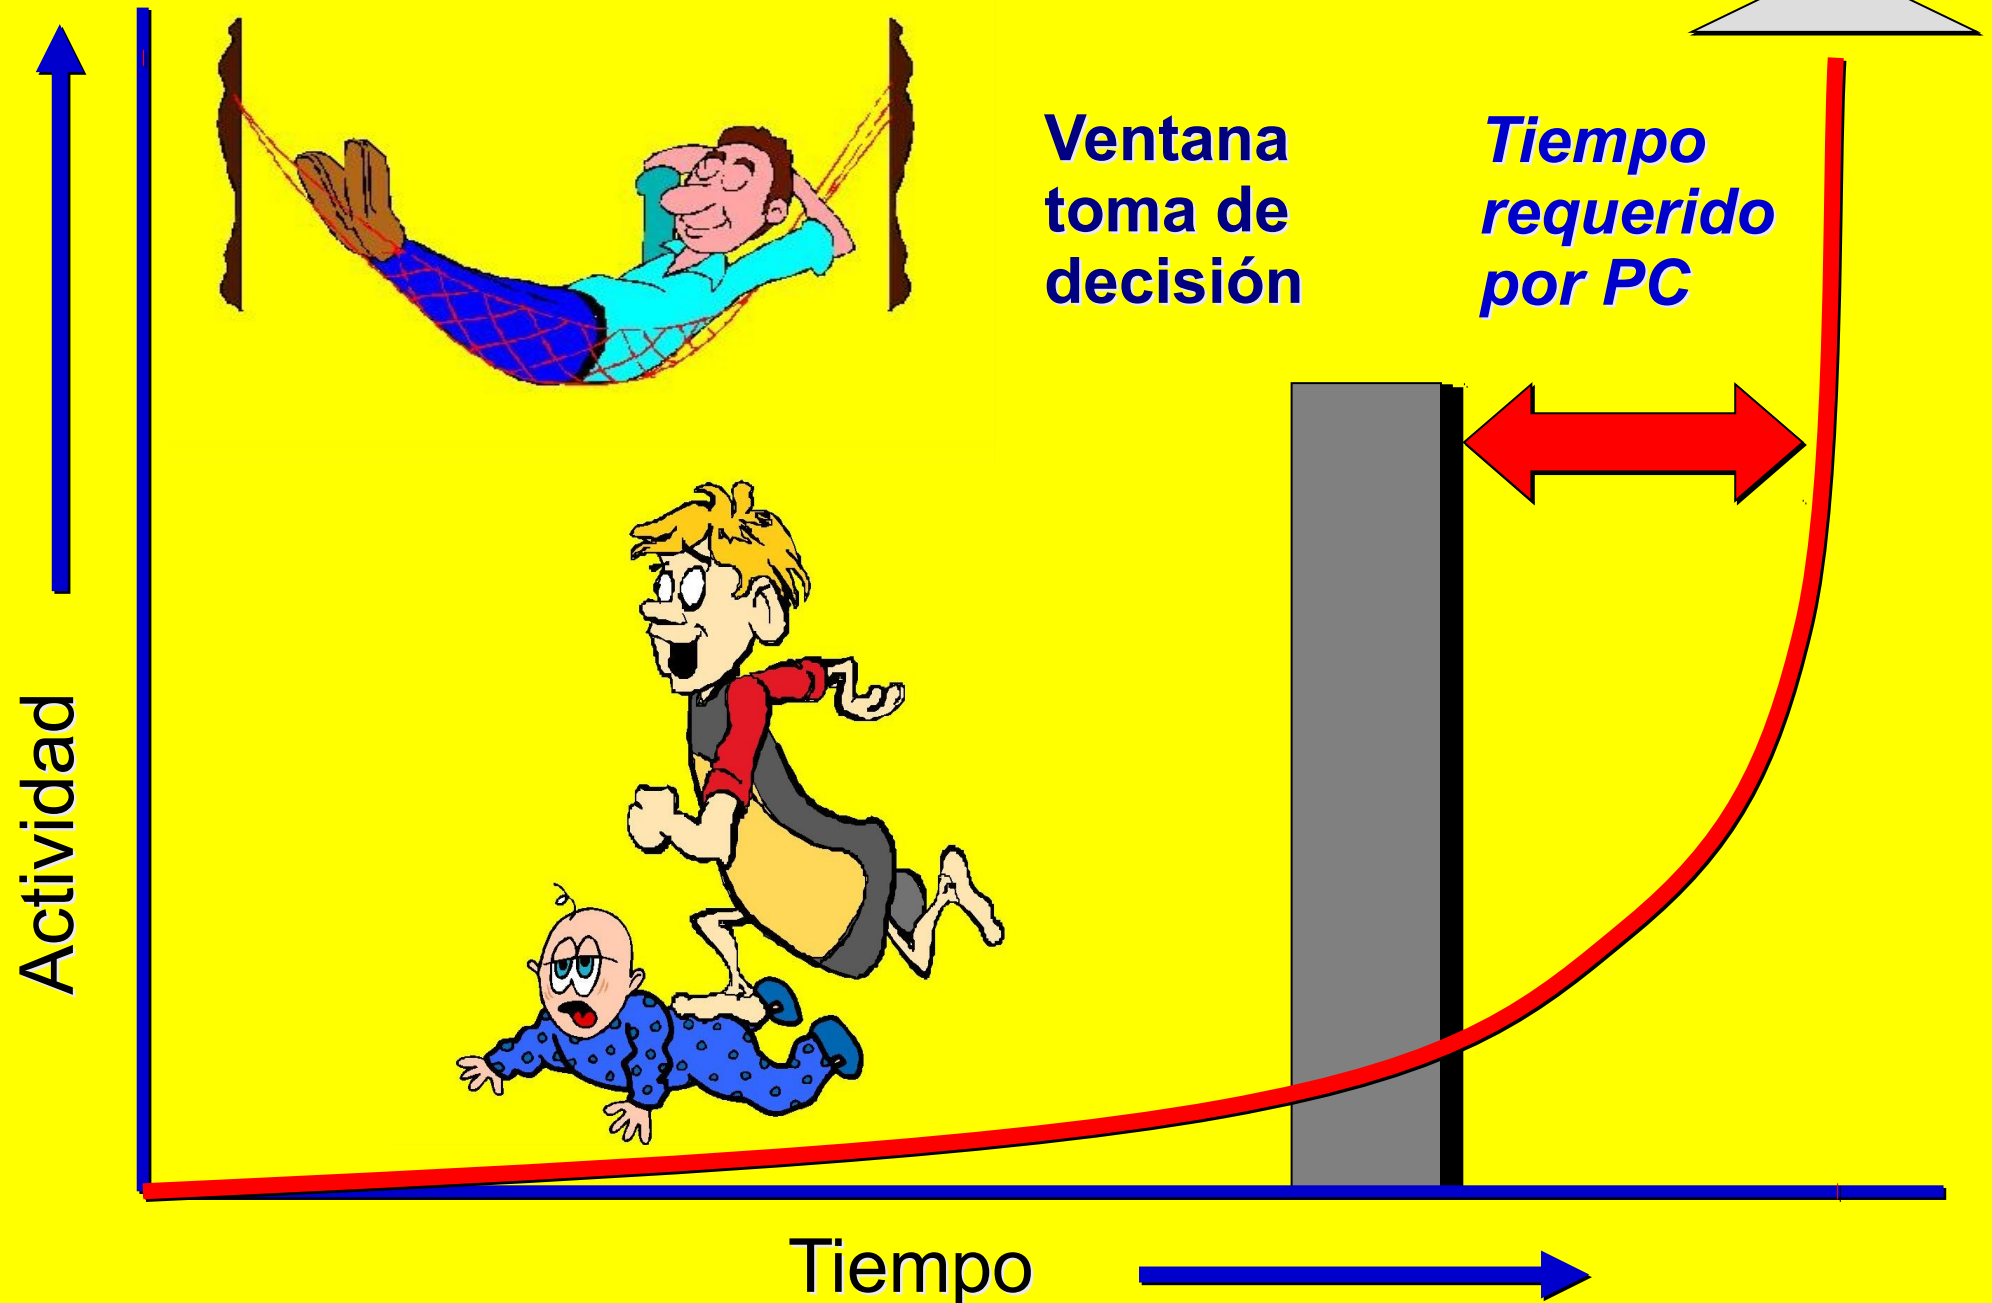 Ventana
toma de
decisión
Tiempo
requerido
por PC
Actividad
Tiempo